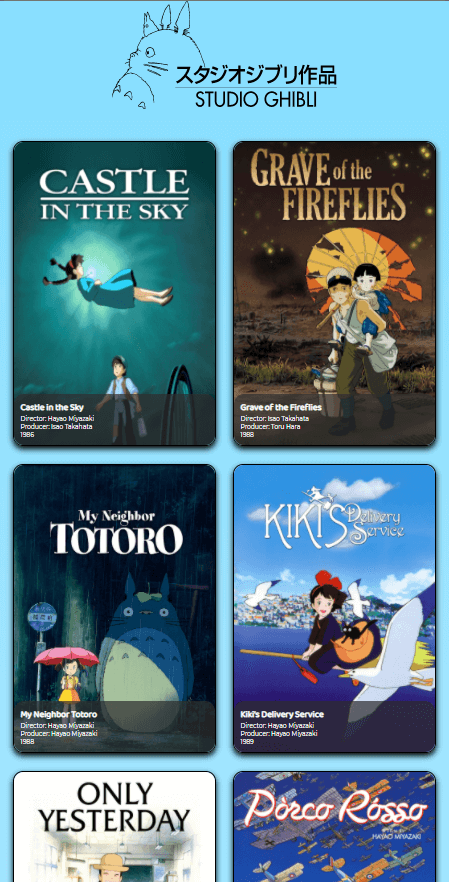 スタジオジブリ作品
STUDIO GHIBLI
CASTLE
IN THE SKY
Castle in the Sky
Director: Hayao Miyazaki
Producer: Isao Takahata
1986
GRAVE of the
FIREFLIES
Grave of the Fireflies
Director: Isao Takahata
Producer: Toru Hara
1988
My Neighbor
TOTORO
My Neighbor Totoro
Director: Hayao Miyazaki
Producer: Hayao Miyazaki
1988
KIKI'S Delivery
Service
Kiki's Delivery Service
Director: Hayao Miyazaki
Producer: Hayao Miyazaki
1989
ONLY
YESTERDAY
Porco Rosso
HAYAO MIYAZAKI